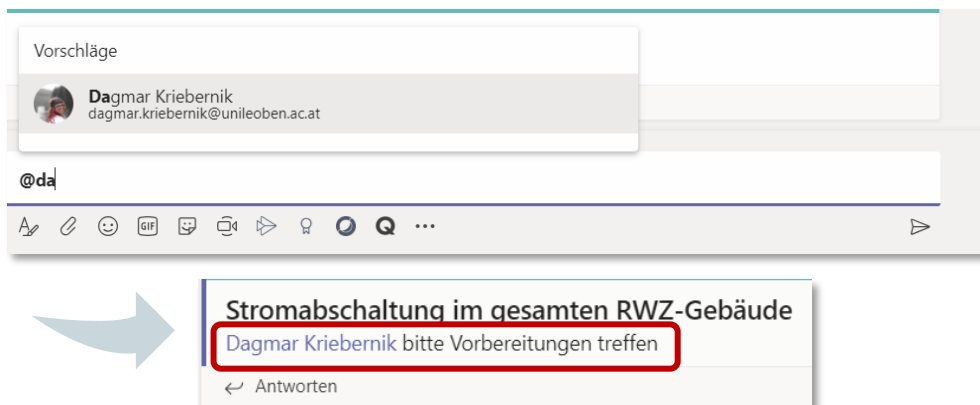 Vorschläge
Dagmar Kriebernik
dagmar.kriebernik@unileoben.ac.at
@da
GIF
Q
Stromabschaltung im gesamten RWZ-Gebäude
Dagmar Kriebernik bitte Vorbereitungen treffen
Antworten